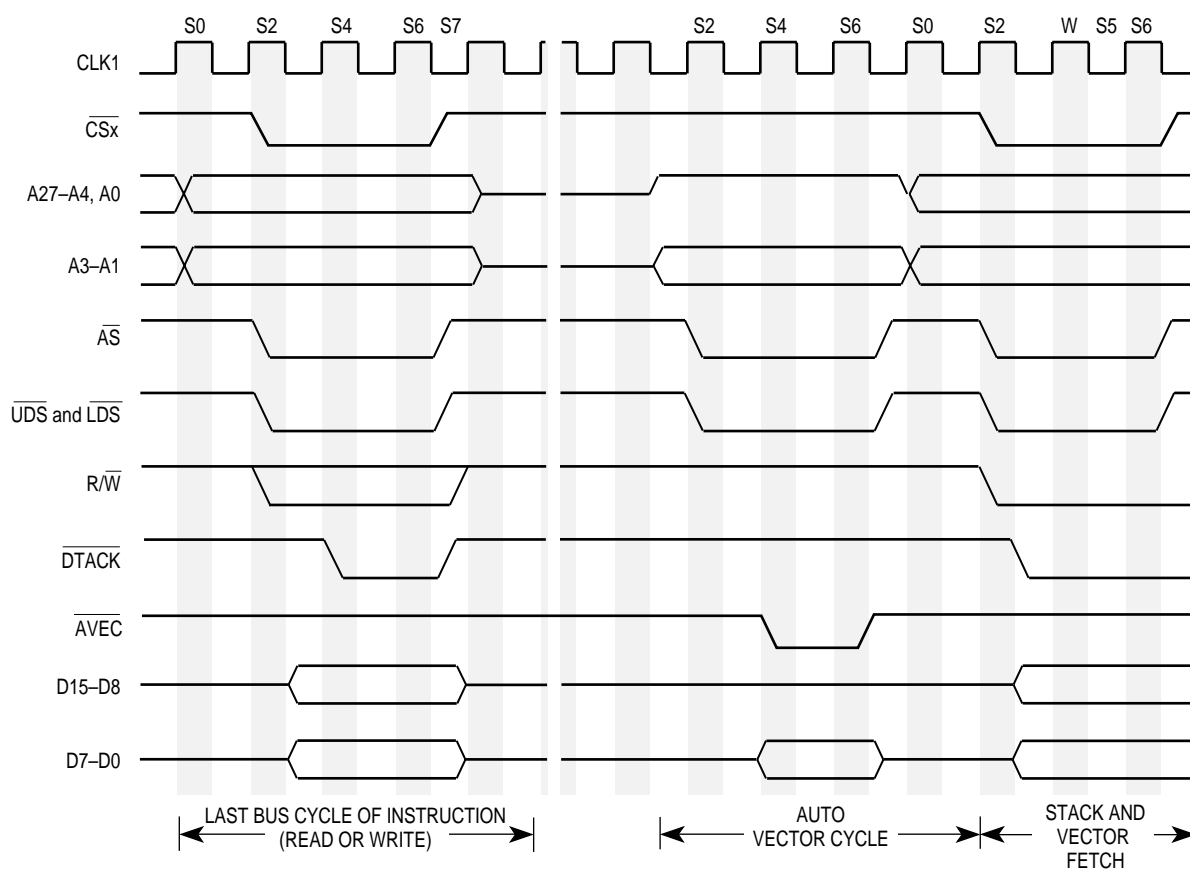 S0 S2 S4 S6 S7 S2 S4 S6 S0 S2 W S5 S6
CLK1
CSx
A27–A4, A0
A3–A1
AS
UDS and LDS
R/W
DTACK
AVEC
D15–D8
D7–D0
LAST BUS CYCLE OF INSTRUCTION
(READ OR WRITE)
AUTO
VECTOR CYCLE
STACK AND
VECTOR
FETCH